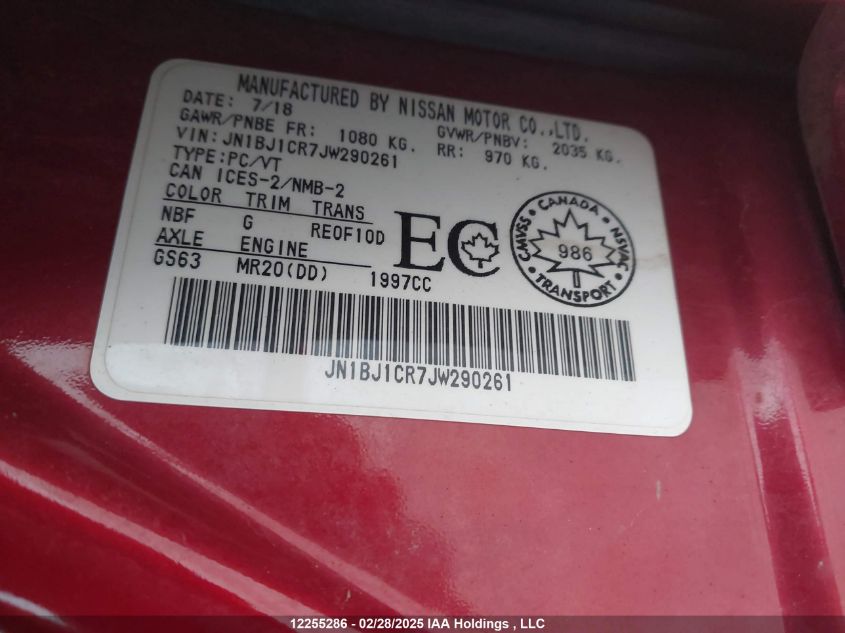 MANUFACTURED BY NISSAN MOTOR CO.,LTD.
DATE: 7/18
GAWR/PNBE FR: 1080 KG. GVWR/PNBV: 2035 KG.
VIN: JN1BJ1CR7JW290261 RR: 970 KG.
TYPE:PC/VT
CAN ICES-2/NMB-2
COLOR TRIM TRANS
NBF G RE0F10D
AXLE ENGINE
GS63 MR20(DD) 1997CC
EC
CANADA
CMVSS NSVAC
986
TRANSPORT
JN1BJ1CR7JW290261
12255286 - 02/28/2025 IAA Holdings , LLC